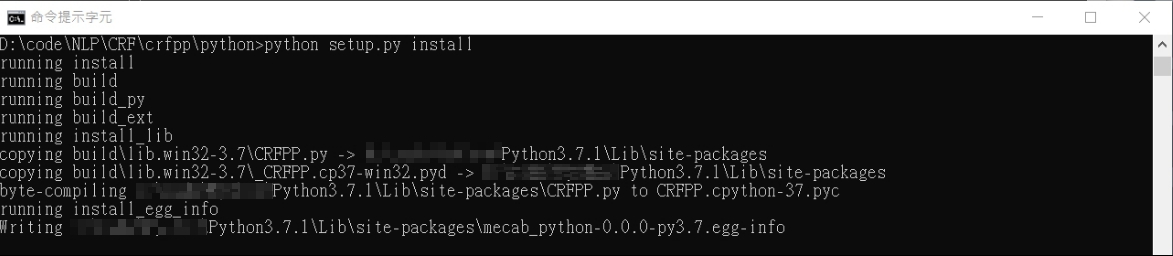 命令提示字元
D:\code\NLP\CRF\crfpp\python>python setup.py install
running install
running build
running build_py
running build_ext
running install_lib
copying build\lib.win32-3.7\CRFPP.py -> Python3.7.1\Lib\site-packages
copying build\lib.win32-3.7\_CRFPP.cp37-win32.pyd -> Python3.7.1\Lib\site-packages
byte-compiling Python3.7.1\Lib\site-packages\CRFPP.py to CRFPP.cpython-37.pyc
running install_egg_info
Writing Python3.7.1\Lib\site-packages\mecab_python-0.0.0-py3.7.egg-info